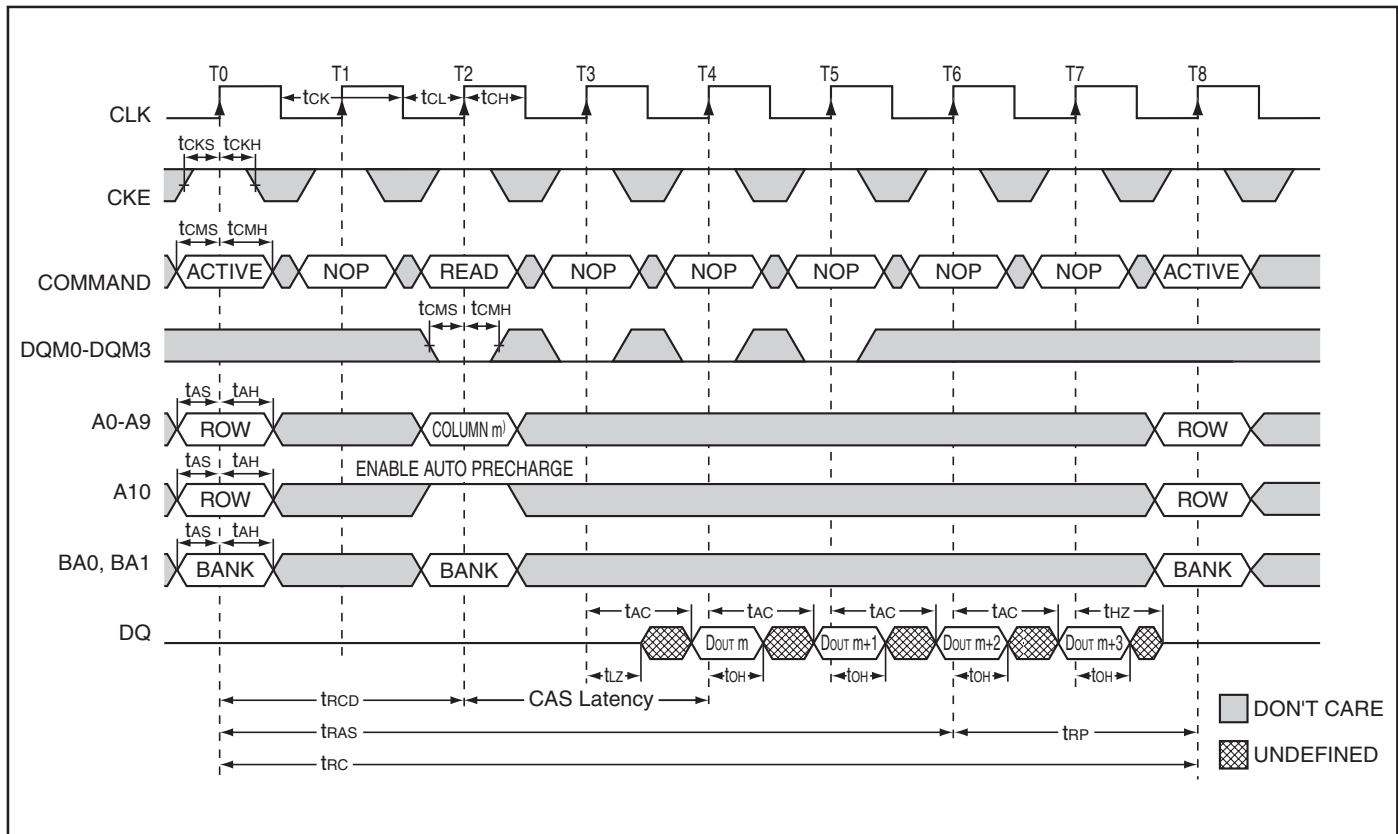 T0 T1 T2 T3 T4 T5 T6 T7 T8
CLK tCK tCL tCH
tCKS tCKH
CKE
tCMS tCMH
COMMAND ACTIVE NOP READ NOP NOP NOP NOP NOP ACTIVE
tCMS tCMH
DQM0-DQM3
tAS tAH
A0-A9 ROW COLUMN m) ROW
tAS tAH ENABLE AUTO PRECHARGE
A10 ROW ROW
tAS tAH
BA0, BA1 BANK BANK BANK
tAC tAC tAC tAC tHZ
DQ DOUT m DOUT m+1 DOUT m+2 DOUT m+3
tLZ tOH tOH tOH tOH
tRCD CAS Latency
DON'T CARE
tRAS tRP
UNDEFINED
tRC